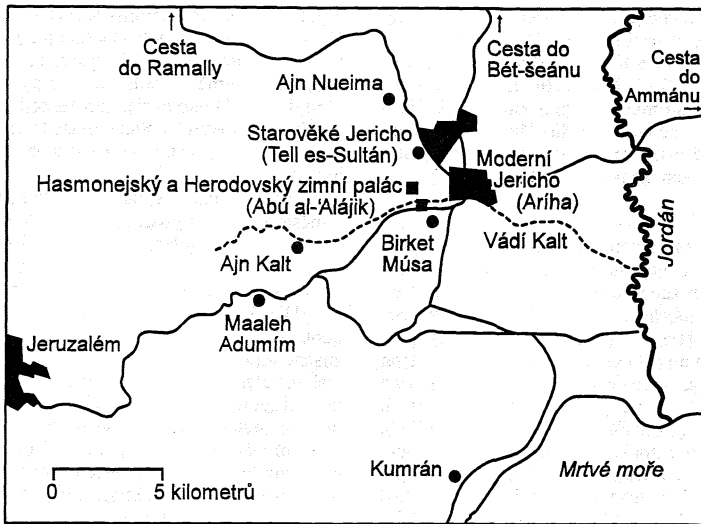 Cesta
do Ramally
Cesta do
Bét-šeánu
Cesta
do
Ammánu
Ajn Nueima
Starověké Jericho
(Tell es-Sultán)
Moderní
Jericho
(Aríha)
Hasmonejský a Herodovský zimní palác
(Abú al-‘Alájik)
Jordán
Vádí Kalt
Birket
Músa
Ajn Kalt
Maaleh
Adumím
Jeruzalém
Kumrán
Mrtvé moře
0 5 kilometrů